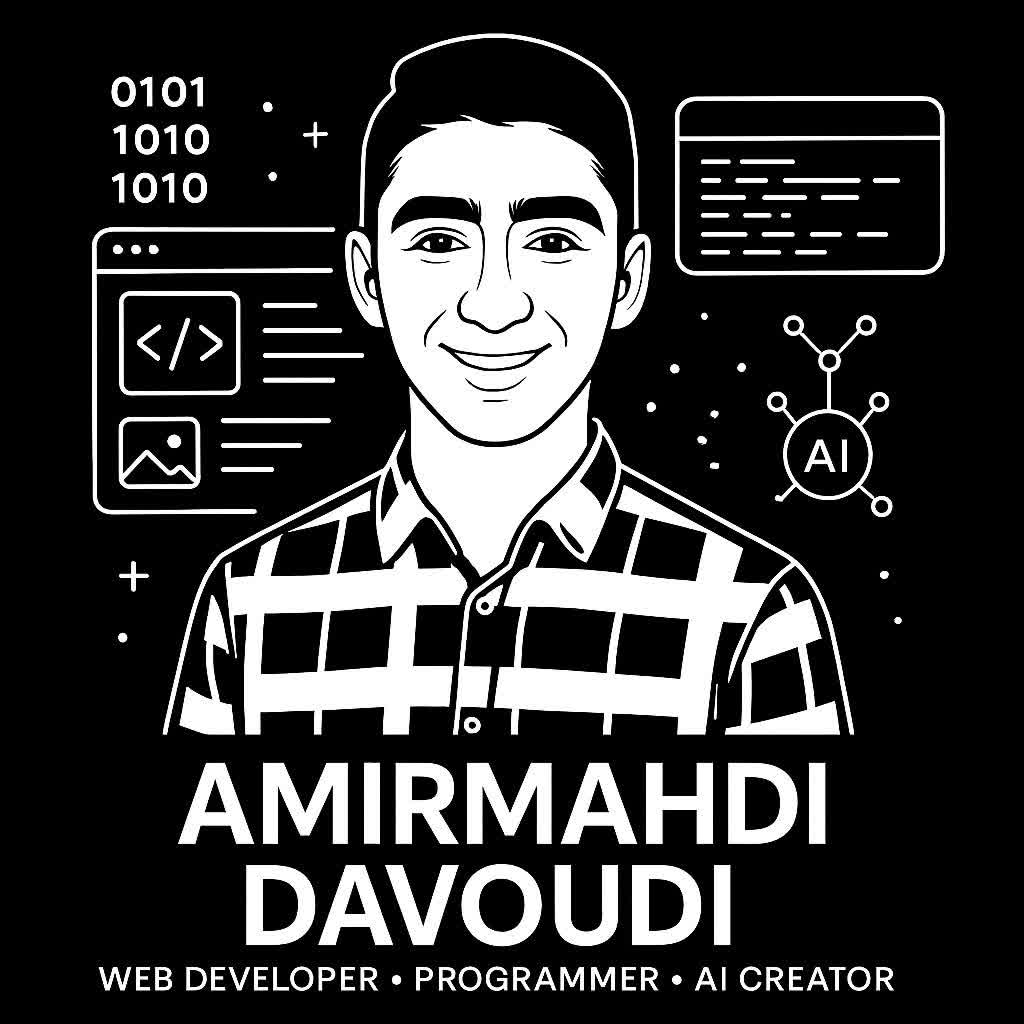 0101
1010
1010
</>
AI
AMIRMAHDI
DAVOUDI
WEB DEVELOPER • PROGRAMMER • AI CREATOR